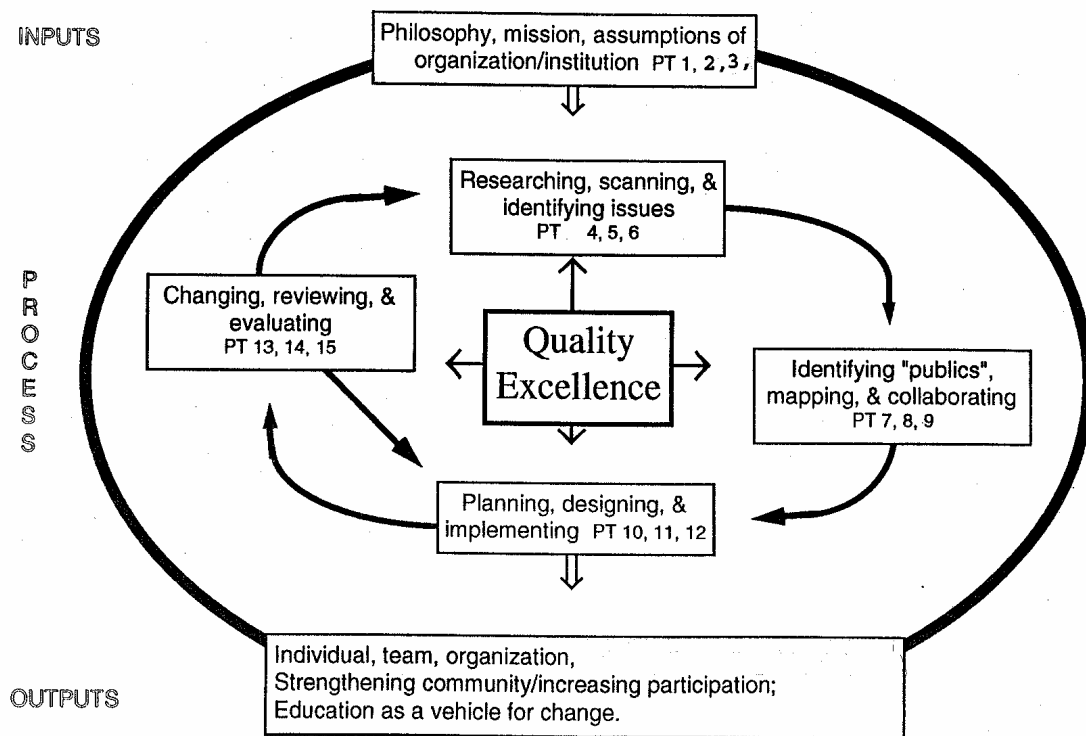 INPUTS
Philosophy, mission, assumptions of
organization/institution PT 1, 2,3,
Researching, scanning, &
identifying issues
PT 4, 5, 6
PROCESS
Changing, reviewing, &
evaluating
PT 13, 14, 15
Quality
Excellence
Identifying "publics",
mapping, & collaborating
PT 7, 8, 9
Planning, designing, &
implementing PT 10, 11, 12
OUTPUTS
Individual, team, organization,
Strengthening community/increasing participation;
Education as a vehicle for change.